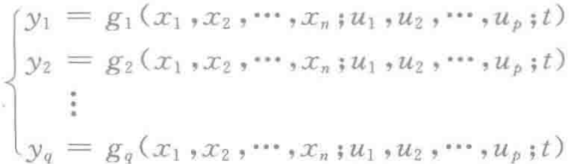 y₁ = g₁(x₁,x₂,⋯,xₙ;u₁,u₂,⋯,uₚ;t)
y₂ = g₂(x₁,x₂,⋯,xₙ;u₁,u₂,⋯,uₚ;t)
⋮
y_q = g_q(x₁,x₂,⋯,xₙ;u₁,u₂,⋯,uₚ;t)